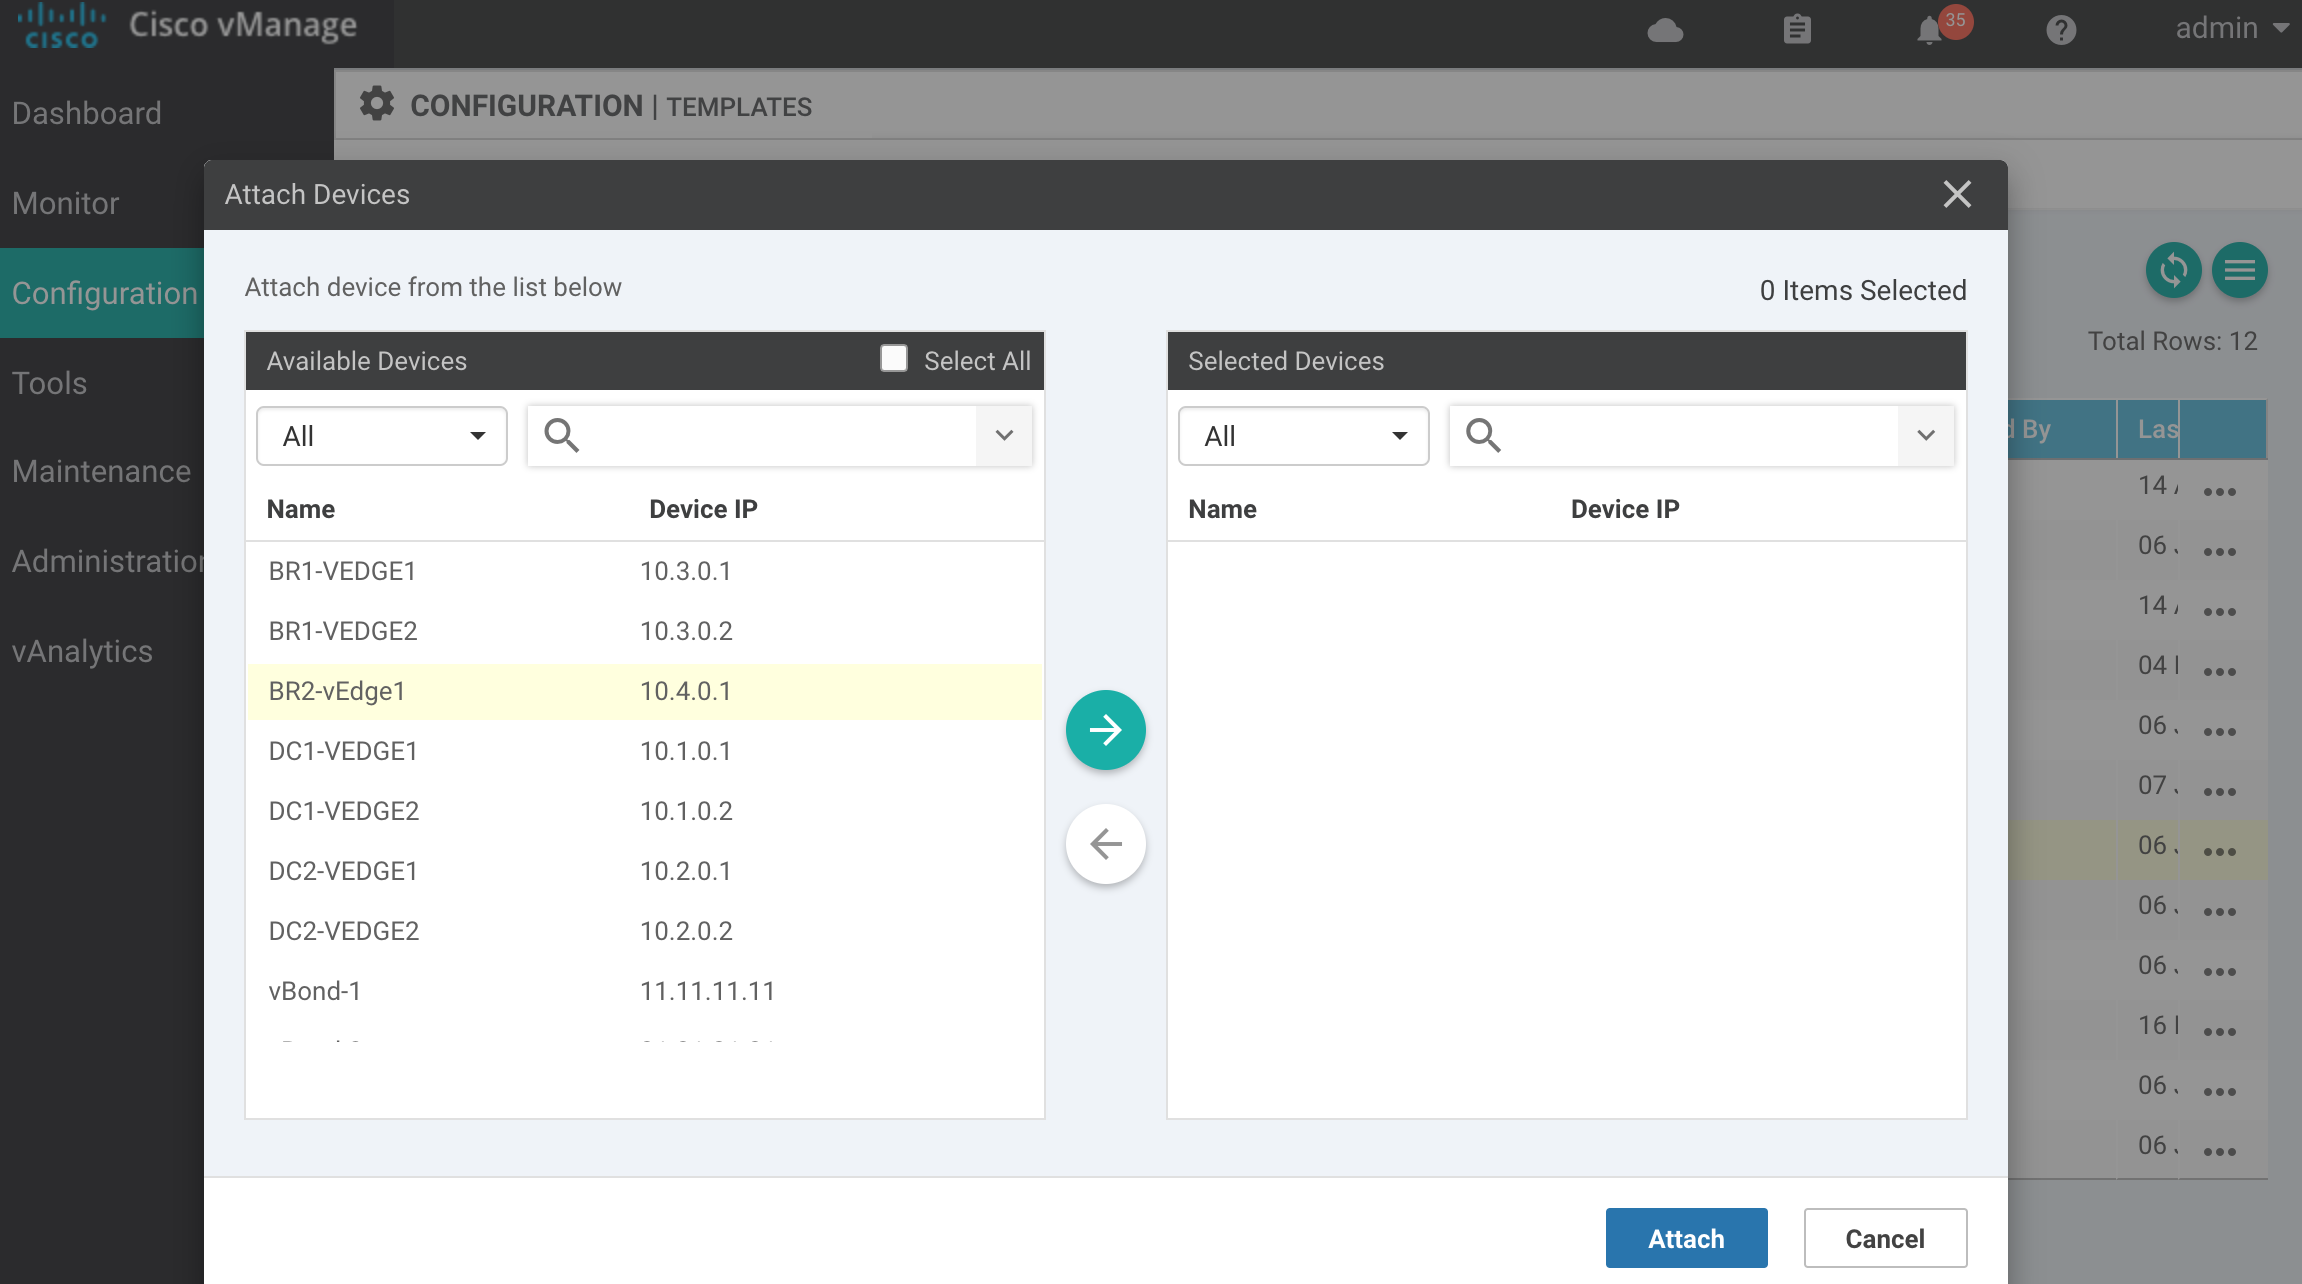 CISCO Cisco vManage
35
admin
Dashboard
Monitor
Configuration
Tools
Maintenance
Administration
vAnalytics
CONFIGURATION | TEMPLATES
Attach Devices
Attach device from the list below
0 Items Selected
Available Devices
Select All
All
Name Device IP
BR1-VEDGE1 10.3.0.1
BR1-VEDGE2 10.3.0.2
BR2-vEdge1 10.4.0.1
DC1-VEDGE1 10.1.0.1
DC1-VEDGE2 10.1.0.2
DC2-VEDGE1 10.2.0.1
DC2-VEDGE2 10.2.0.2
vBond-1 11.11.11.11
Selected Devices
All
Name Device IP
Attach
Cancel
Total Rows: 12
By Las
14
06
14
04
06
07
06
06
06
16
06
06